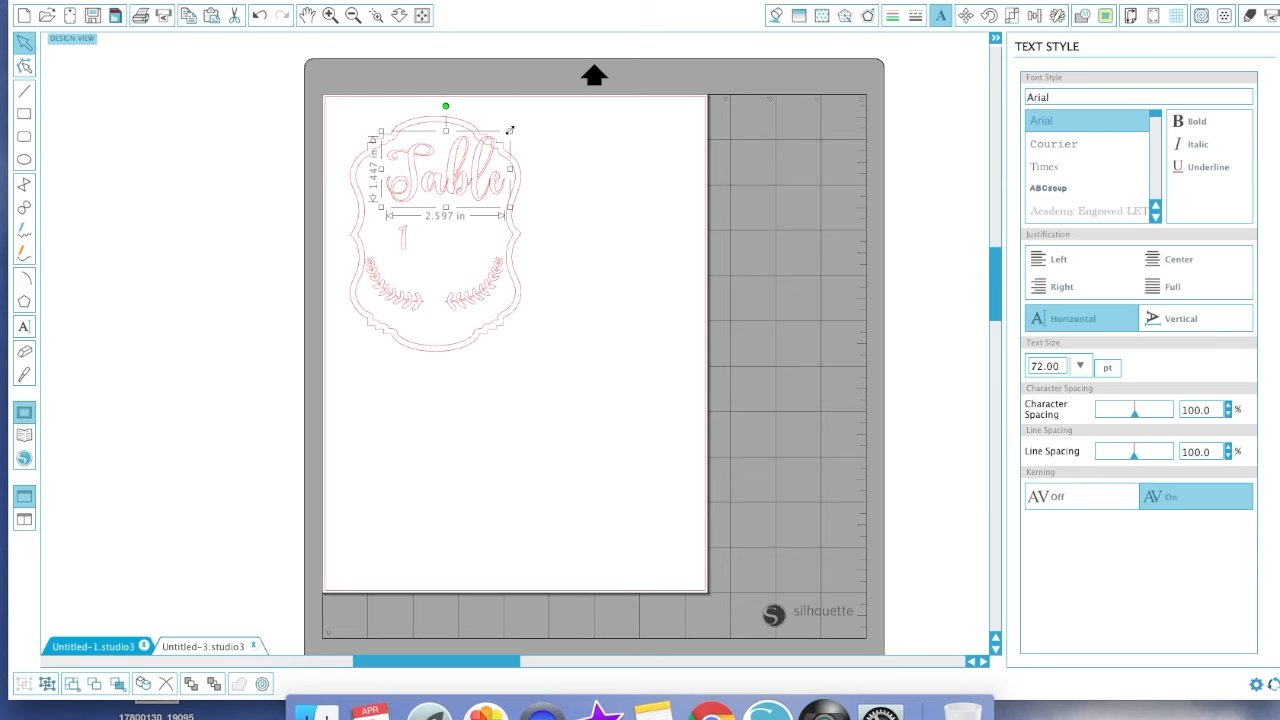 DESIGN VIEW
Table
1.447 in
2.597 in
1
silhouette
Untitled-1.studio3
Untitled-3.studio3
TEXT STYLE
Font Style
Arial
Arial
Courier
Times
ABCsoup
Academy Engraved LET
B Bold
I Italic
U Underline
Justification
Left
Center
Right
Full
A Horizontal
A Vertical
Text Size
72.00
pt
Character Spacing
Character
Spacing
100.0 %
Line Spacing
Line Spacing
100.0 %
Kerning
AV Off
AV On
APR
17800130_19095